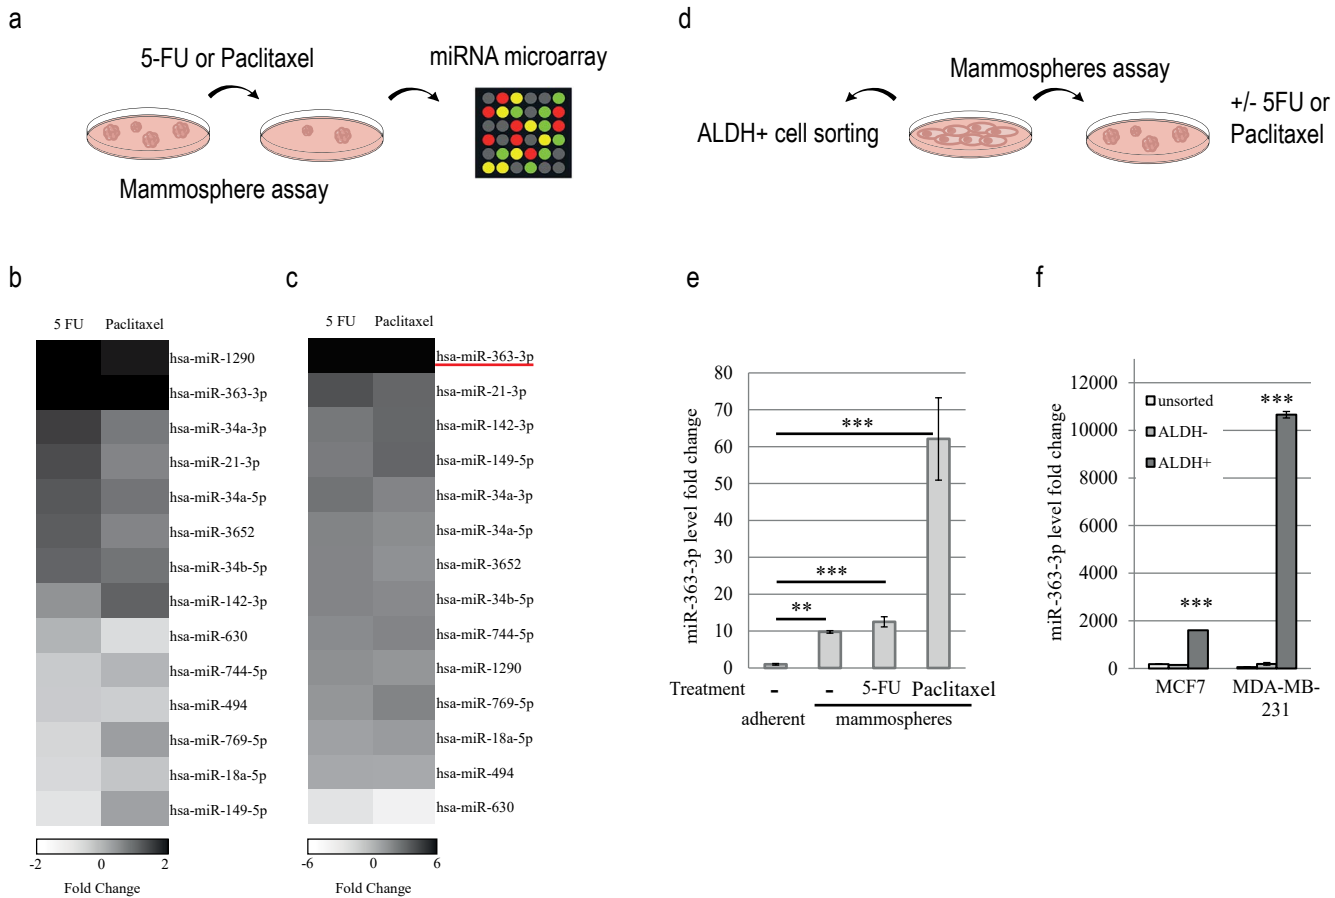 a
5-FU or Paclitaxel
miRNA microarray
Mammosphere assay
d
Mammospheres assay
ALDH+ cell sorting
+/- 5FU or
Paclitaxel
b
5 FU Paclitaxel
hsa-miR-1290
hsa-miR-363-3p
hsa-miR-34a-3p
hsa-miR-21-3p
hsa-miR-34a-5p
hsa-miR-3652
hsa-miR-34b-5p
hsa-miR-142-3p
hsa-miR-630
hsa-miR-744-5p
hsa-miR-494
hsa-miR-769-5p
hsa-miR-18a-5p
hsa-miR-149-5p
-2 0 2
Fold Change
c
5 FU Paclitaxel
hsa-miR-363-3p
hsa-miR-21-3p
hsa-miR-142-3p
hsa-miR-149-5p
hsa-miR-34a-3p
hsa-miR-34a-5p
hsa-miR-3652
hsa-miR-34b-5p
hsa-miR-744-5p
hsa-miR-1290
hsa-miR-769-5p
hsa-miR-18a-5p
hsa-miR-494
hsa-miR-630
-6 0 6
Fold Change
e
miR-363-3p level fold change
80
70
60
50
40
30
20
10
0
***
***
**
Treatment - - 5-FU Paclitaxel
adherent mammospheres
f
miR-363-3p level fold change
12000
10000
8000
6000
4000
2000
0
unsorted
ALDH-
ALDH+
***
***
MCF7 MDA-MB-
231